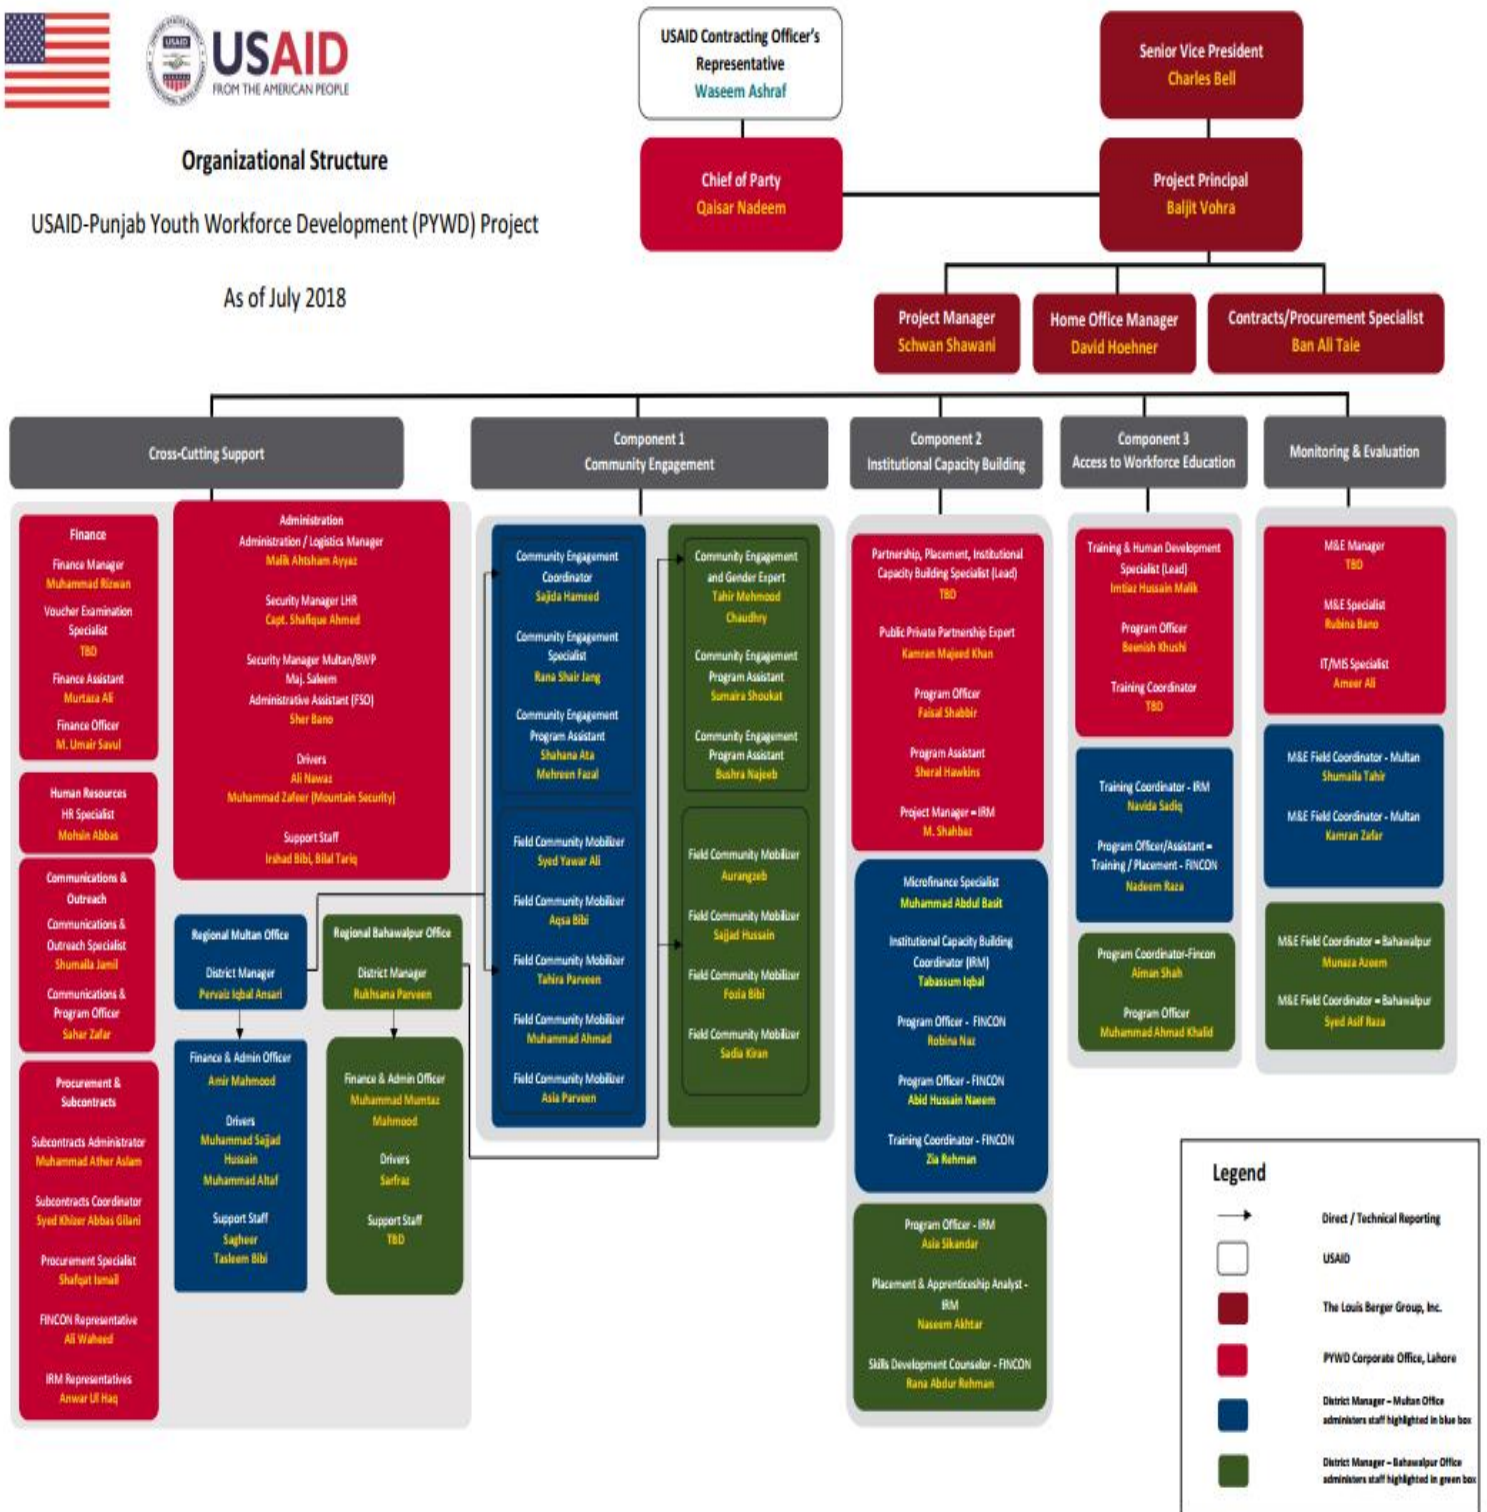 USAID
USAID
FROM THE AMERICAN PEOPLE
Organizational Structure
USAID-Punjab Youth Workforce Development (PYWD) Project
As of July 2018
USAID Contracting Officer's
Representative
Waseem Ashraf
Senior Vice President
Charles Bell
Chief of Party
Qaisar Nadeem
Project Principal
Baljit Vohra
Project Manager
Schwan Shawani
Home Office Manager
David Hoehner
Contracts/Procurement Specialist
Ban Ali Taie
Cross-Cutting Support
Component 1
Community Engagement
Component 2
Institutional Capacity Building
Component 3
Access to Workforce Education
Monitoring & Evaluation
Finance
Finance Manager
Muhammad Rizwan
Voucher Examination
Specialist
TBD
Finance Assistant
Murtaza Ali
Finance Officer
M. Umair Savul
Human Resources
HR Specialist
Mohsin Abbas
Communications &
Outreach
Communications &
Outreach Specialist
Shumaila Jamil
Communications &
Program Officer
Sahar Zafar
Procurement &
Subcontracts
Subcontracts Administrator
Muhammad Ather Aslam
Subcontracts Coordinator
Syed Khizer Abbas Gilani
Procurement Specialist
Shafqat Ismail
FINCON Representative
Ali Waheed
IRM Representatives
Anwar Ul Haq
Administration
Administration / Logistics Manager
Malik Ahtsham Ayyaz
Security Manager LHR
Capt. Shafique Ahmed
Security Manager Multan/BWP
Maj. Saleem
Administrative Assistant (FSO)
Sher Bano
Drivers
Ali Nawaz
Muhammad Zafeer (Mountain Security)
Support Staff
Irshad Bibi, Bilal Tariq
Regional Multan Office
District Manager
Pervaiz Iqbal Ansari
Finance & Admin Officer
Amir Mahmood
Drivers
Muhammad Sajjad
Hussain
Muhammad Altaf
Support Staff
Sagheer
Tasleem Bibi
Regional Bahawalpur Office
District Manager
Rukhsana Parveen
Finance & Admin Officer
Muhammad Mumtaz
Mahmood
Drivers
Sarfraz
Support Staff
TBD
Community Engagement
Coordinator
Sajida Hameed
Community Engagement
Specialist
Rana Shair Jang
Community Engagement
Program Assistant
Shahana Ata
Mehreen Fazal
Field Community Mobilizer
Syed Yawar Ali
Field Community Mobilizer
Aqsa Bibi
Field Community Mobilizer
Tahira Parveen
Field Community Mobilizer
Muhammad Ahmad
Field Community Mobilizer
Asia Parveen
Community Engagement
and Gender Expert
Tahir Mehmood
Chaudhry
Community Engagement
Program Assistant
Sumaira Shoukat
Community Engagement
Program Assistant
Bushra Najeeb
Field Community Mobilizer
Aurangzeb
Field Community Mobilizer
Sajjad Hussain
Field Community Mobilizer
Fozia Bibi
Field Community Mobilizer
Sadia Kiran
Partnership, Placement, Institutional
Capacity Building Specialist (Lead)
TBD
Public Private Partnership Expert
Kamran Majeed Khan
Program Officer
Faisal Shabbir
Program Assistant
Sheral Hawkins
Project Manager – IRM
M. Shahbaz
Microfinance Specialist
Muhammad Abdul Basit
Institutional Capacity Building
Coordinator (IRM)
Tabassum Iqbal
Program Officer - FINCON
Robina Naz
Program Officer - FINCON
Abid Hussain Naeem
Training Coordinator - FINCON
Zia Rehman
Program Officer - IRM
Asia Sikandar
Placement & Apprenticeship Analyst -
IRM
Naseem Akhtar
Skills Development Counselor - FINCON
Rana Abdur Rehman
Training & Human Development
Specialist (Lead)
Imtiaz Hussain Malik
Program Officer
Beenish Khushi
Training Coordinator
TBD
Training Coordinator - IRM
Navida Sadiq
Program Officer/Assistant –
Training / Placement - FINCON
Nadeem Raza
Program Coordinator-Fincon
Aiman Shah
Program Officer
Muhammad Ahmad Khalid
M&E Manager
TBD
M&E Specialist
Rubina Bano
IT/MIS Specialist
Ameer Ali
M&E Field Coordinator - Multan
Shumaila Tahir
M&E Field Coordinator - Multan
Kamran Zafar
M&E Field Coordinator – Bahawalpur
Munaza Azeem
M&E Field Coordinator – Bahawalpur
Syed Asif Raza
Legend
Direct / Technical Reporting
USAID
The Louis Berger Group, Inc.
PYWD Corporate Office, Lahore
District Manager – Multan Office
administers staff highlighted in blue box
District Manager – Bahawalpur Office
administers staff highlighted in green box